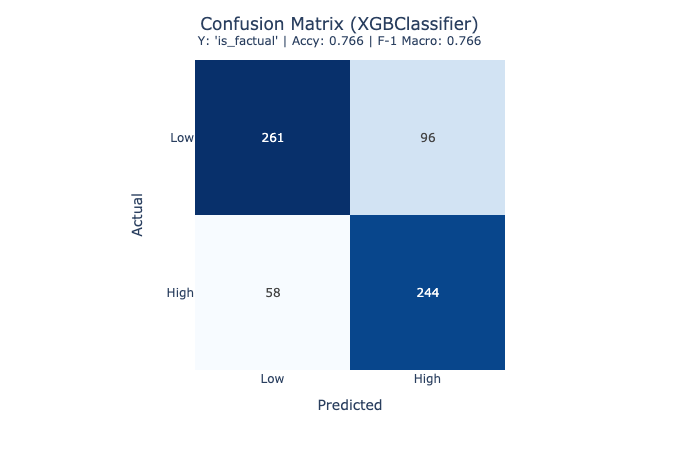 Confusion Matrix (XGBClassifier)
Y: 'is_factual' | Accy: 0.766 | F-1 Macro: 0.766
Low
261
96
Actual
High
58
244
Low
High
Predicted